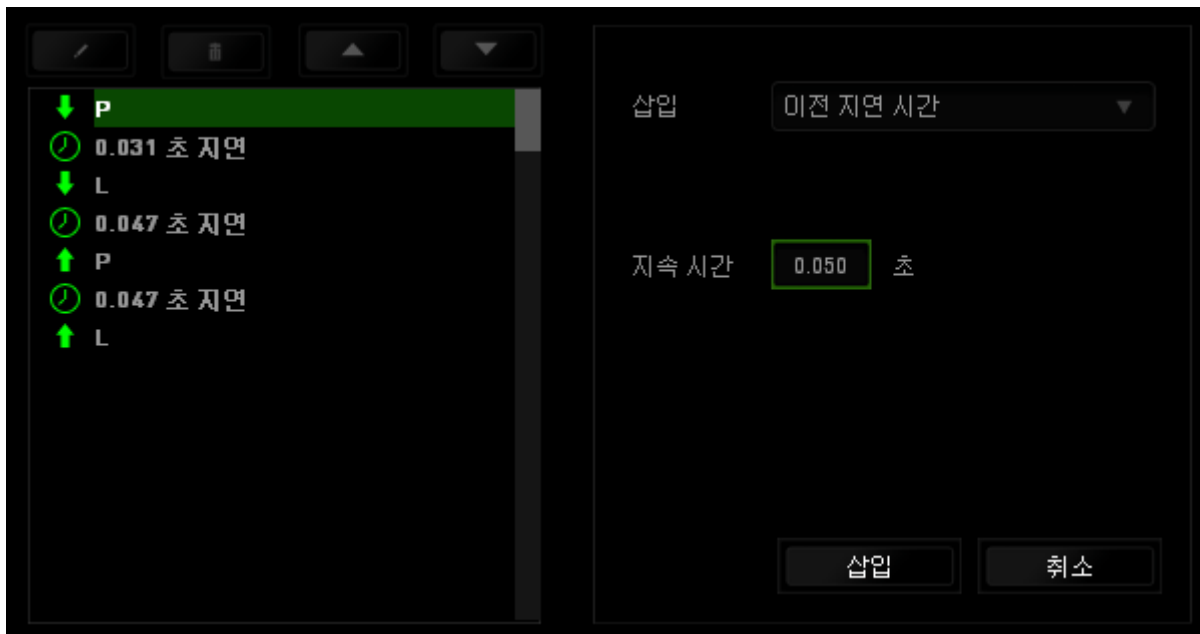 P
0.031 초 지연
L
0.047 초 지연
P
0.047 초 지연
L
삽입 이전 지연 시간
지속 시간 0.050 초
삽입 취소